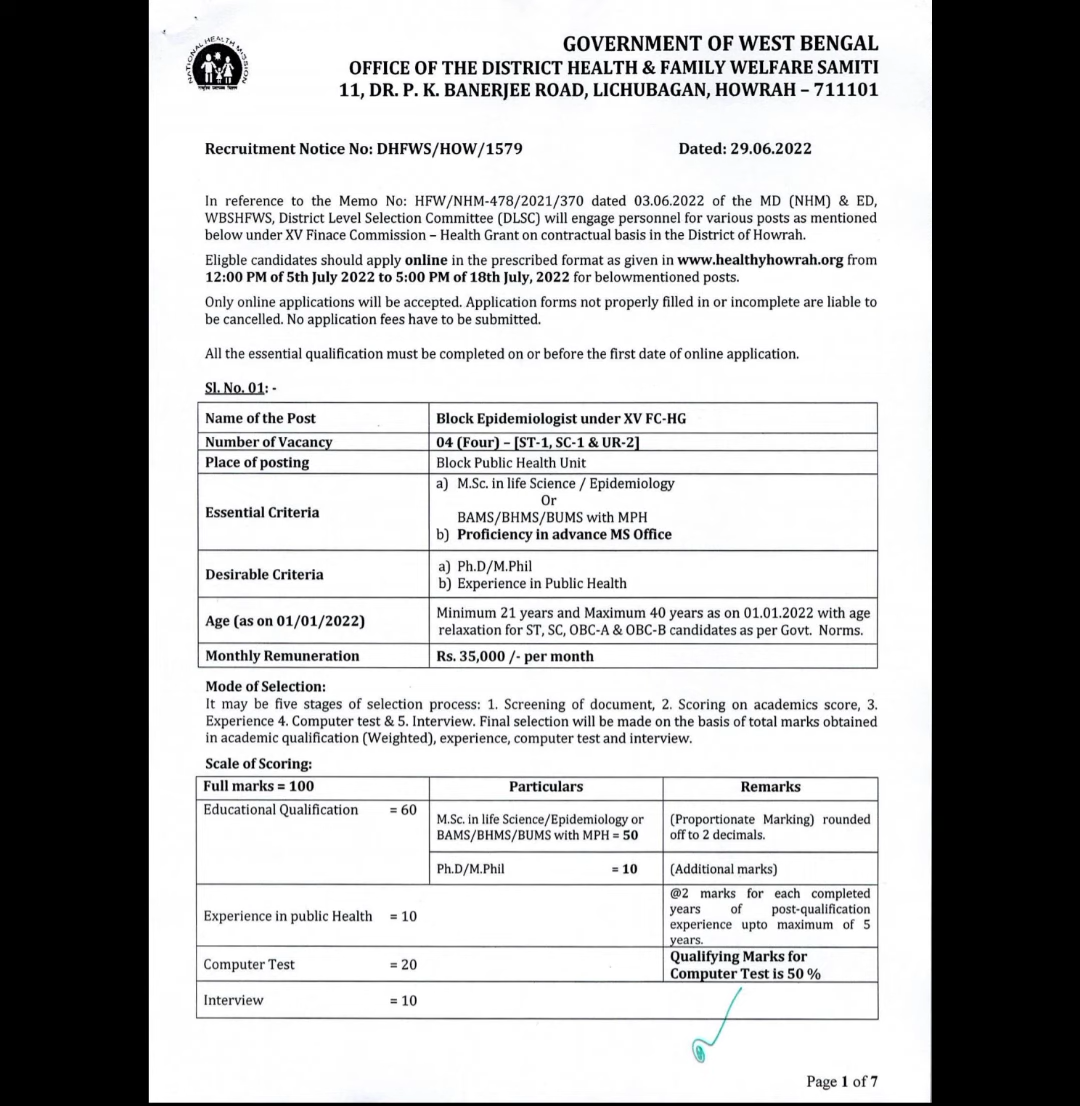 NATIONAL HEALTH MISSION
GOVERNMENT OF WEST BENGAL
OFFICE OF THE DISTRICT HEALTH & FAMILY WELFARE SAMITI
11, DR. P. K. BANERJEE ROAD, LICHUBAGAN, HOWRAH – 711101
Recruitment Notice No: DHFWS/HOW/1579 Dated: 29.06.2022
In reference to the Memo No: HFW/NHM-478/2021/370 dated 03.06.2022 of the MD (NHM) & ED,
WBSHFWS, District Level Selection Committee (DLSC) will engage personnel for various posts as mentioned
below under XV Finace Commission – Health Grant on contractual basis in the District of Howrah.
Eligble candidates should apply online in the prescribed format as given in www.healthyhowrah.org from
12:00 PM of 5th July 2022 to 5:00 PM of 18th July, 2022 for belowmentioned posts.
Only online applications will be accepted. Application forms not properly filled in or incomplete are liable to
be cancelled. No application fees have to be submitted.
All the essential qualification must be completed on or before the first date of online application.
Sl. No. 01: -
Name of the Post Block Epidemiologist under XV FC-HG
Number of Vacancy 04 (Four) – [ST-1, SC-1 & UR-2]
Place of posting Block Public Health Unit
Essential Criteria
a) M.Sc. in life Science / Epidemiology
Or
BAMS/BHMS/BUMS with MPH
b) Proficiency in advance MS Office
Desirable Criteria
a) Ph.D/M.Phil
b) Experience in Public Health
Age (as on 01/01/2022)
Minimum 21 years and Maximum 40 years as on 01.01.2022 with age
relaxation for ST, SC, OBC-A & OBC-B candidates as per Govt. Norms.
Monthly Remuneration Rs. 35,000 /- per month
Mode of Selection:
It may be five stages of selection process: 1. Screening of document, 2. Scoring on academics score, 3.
Experience 4. Computer test & 5. Interview. Final selection will be made on the basis of total marks obtained
in academic qualification (Weighted), experience, computer test and interview.
Scale of Scoring:
Full marks = 100 Particulars Remarks
Educational Qualification = 60
M.Sc. in life Science/Epidemiology or
BAMS/BHMS/BUMS with MPH = 50
(Proportionate Marking) rounded
off to 2 decimals.
Ph.D/M.Phil = 10 (Additional marks)
Experience in public Health = 10
@2 marks for each completed
years of post-qualification
experience upto maximum of 5
years.
Computer Test = 20
Qualifying Marks for
Computer Test is 50 %
Interview = 10
Page 1 of 7